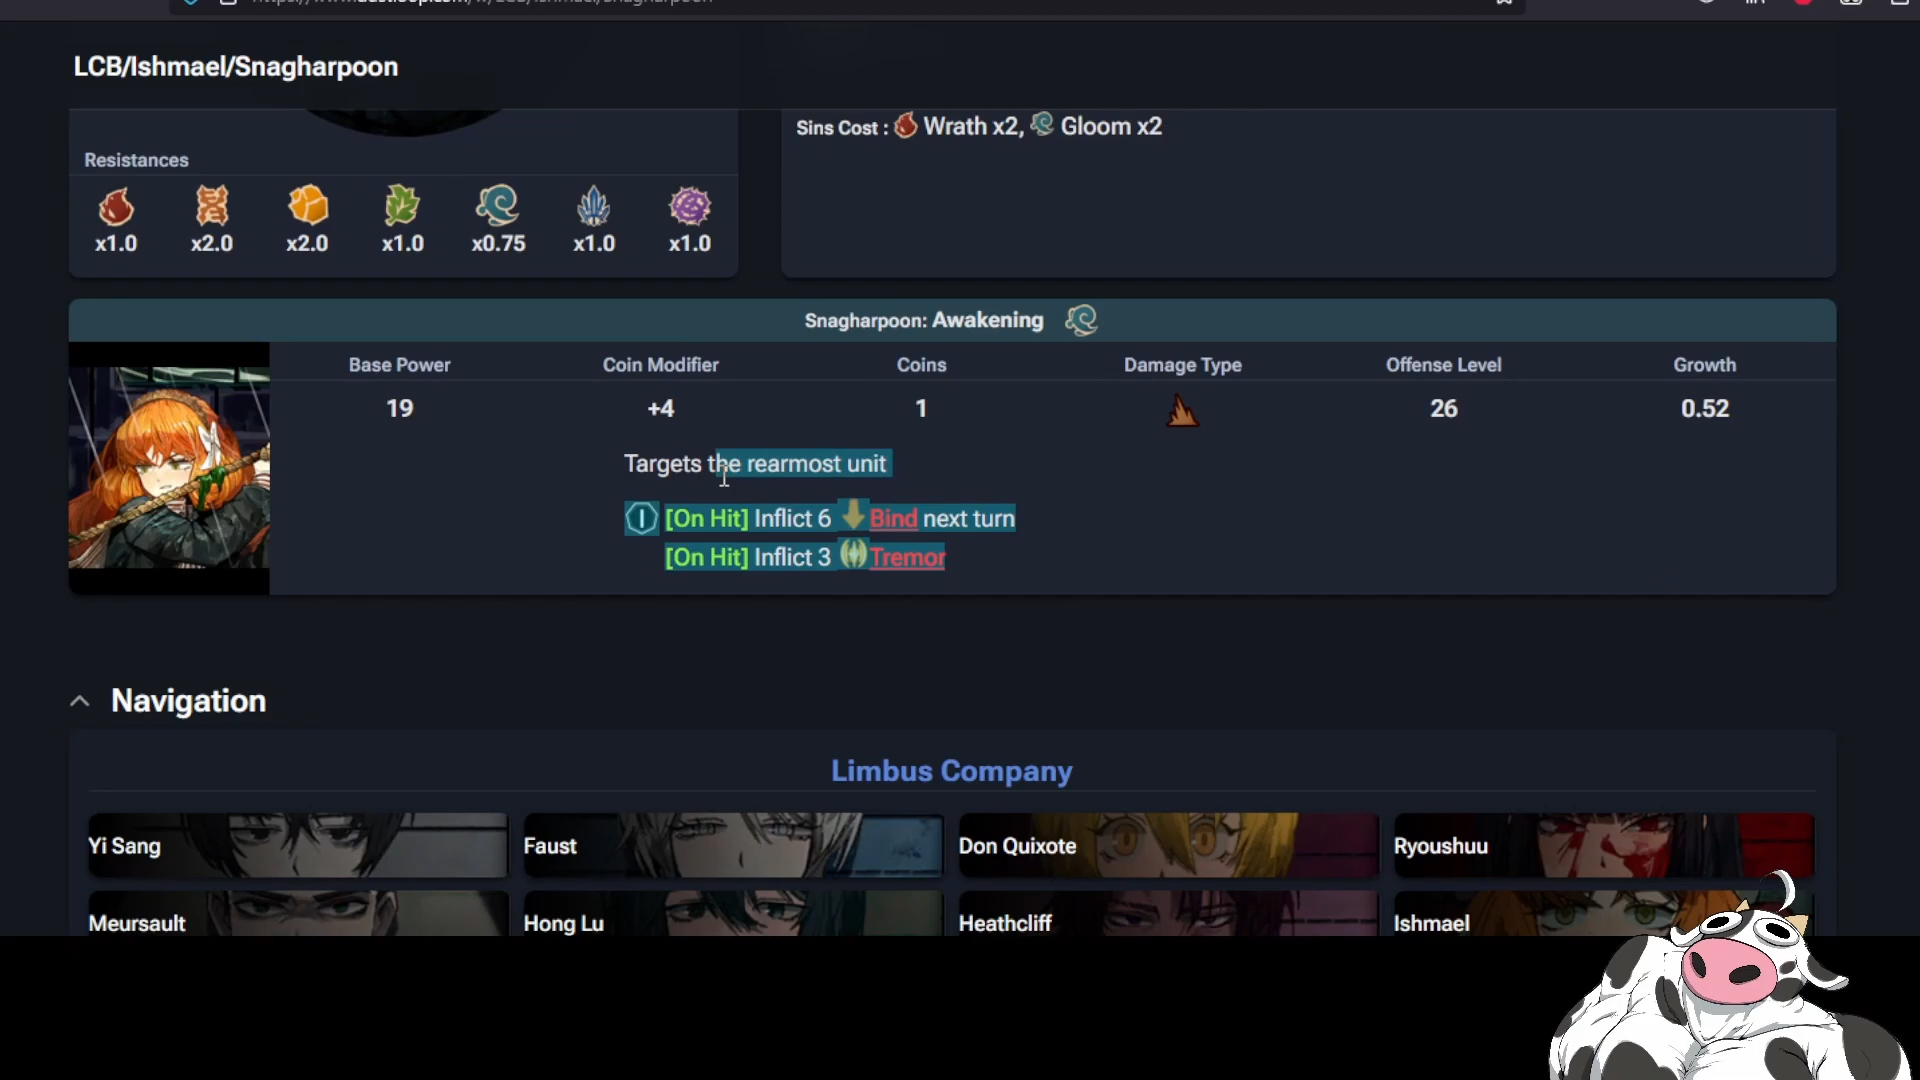 LCB/Ishmael/Snagharpoon
Sins Cost : Wrath x2, Gloom x2
Resistances
x1.0 x2.0 x2.0 x1.0 x0.75 x1.0 x1.0
Snagharpoon: Awakening
Base Power Coin Modifier Coins Damage Type Offense Level Growth
19 +4 1 26 0.52
Targets the rearmost unit
I [On Hit] Inflict 6 Bind next turn
[On Hit] Inflict 3 Tremor
Navigation
Limbus Company
Yi Sang Faust Don Quixote Ryoushuu
Meursault Hong Lu Heathcliff Ishmael